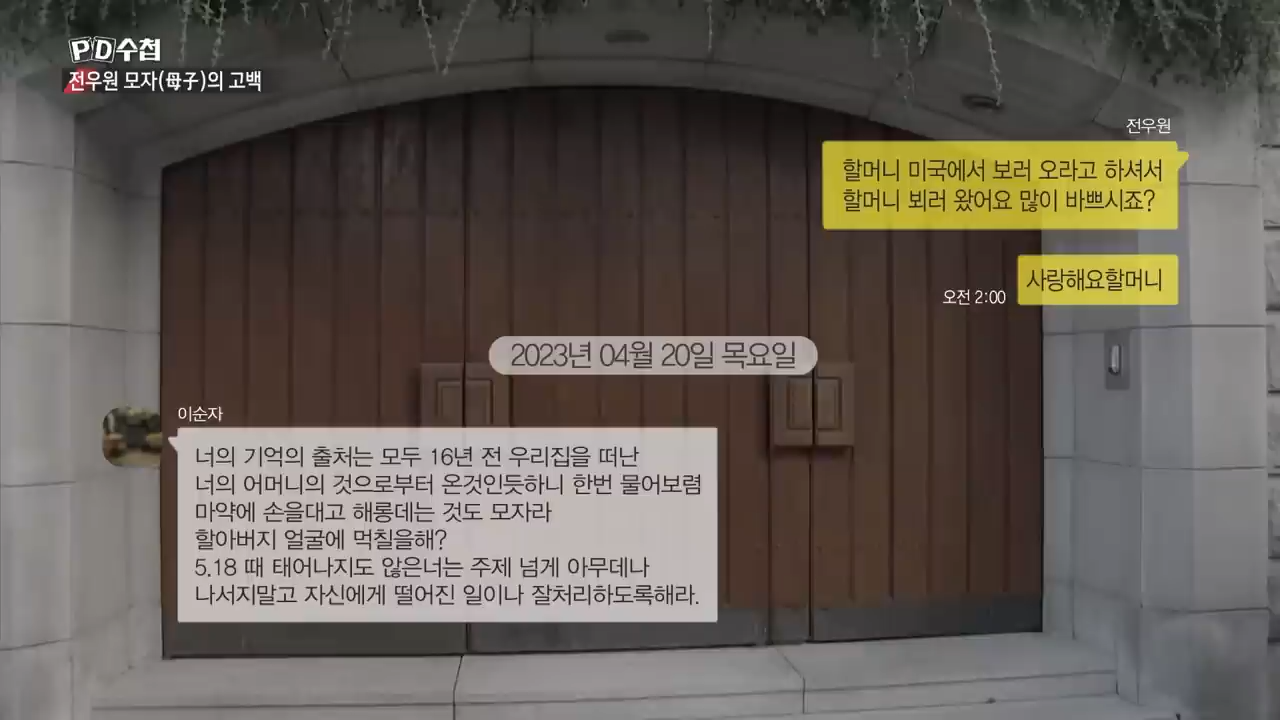 PD수첩
전우원 모자(母子)의 고백
전우원
할머니 미국에서 보러 오라고 하셔서
할머니 뵈러 왔어요 많이 바쁘시죠?
사랑해요할머니
오전 2:00
2023년 04월 20일 목요일
이순자
너의 기억의 출처는 모두 16년 전 우리집을 떠난
너의 어머니의 것으로부터 온것인듯하니 한번 물어보렴
마약에 손을대고 해롱데는 것도 모자라
할아버지 얼굴에 먹칠을해?
5.18 때 태어나지도 않은너는 주제 넘게 아무데나
나서지말고 자신에게 떨어진 일이나 잘처리하도록해라.